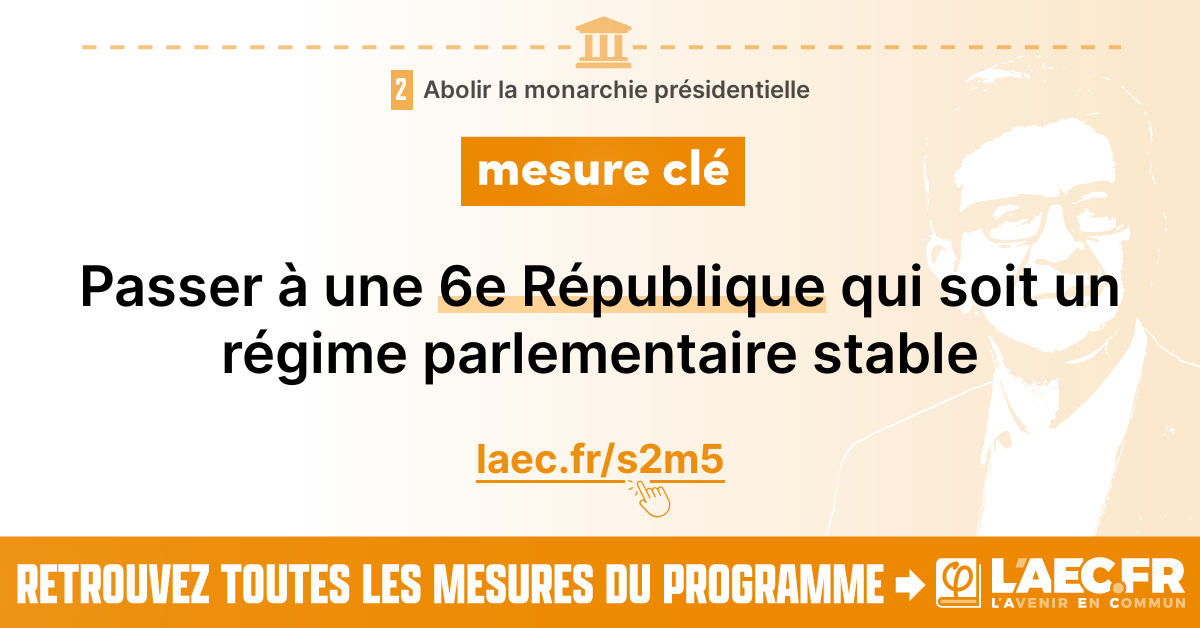 2 Abolir la monarchie présidentielle
mesure clé
Passer à une 6e République qui soit un
régime parlementaire stable
laec.fr/s2m5
RETROUVEZ TOUTES LES MESURES DU PROGRAMME
φ L'AEC.FR
L'AVENIR EN COMMUN